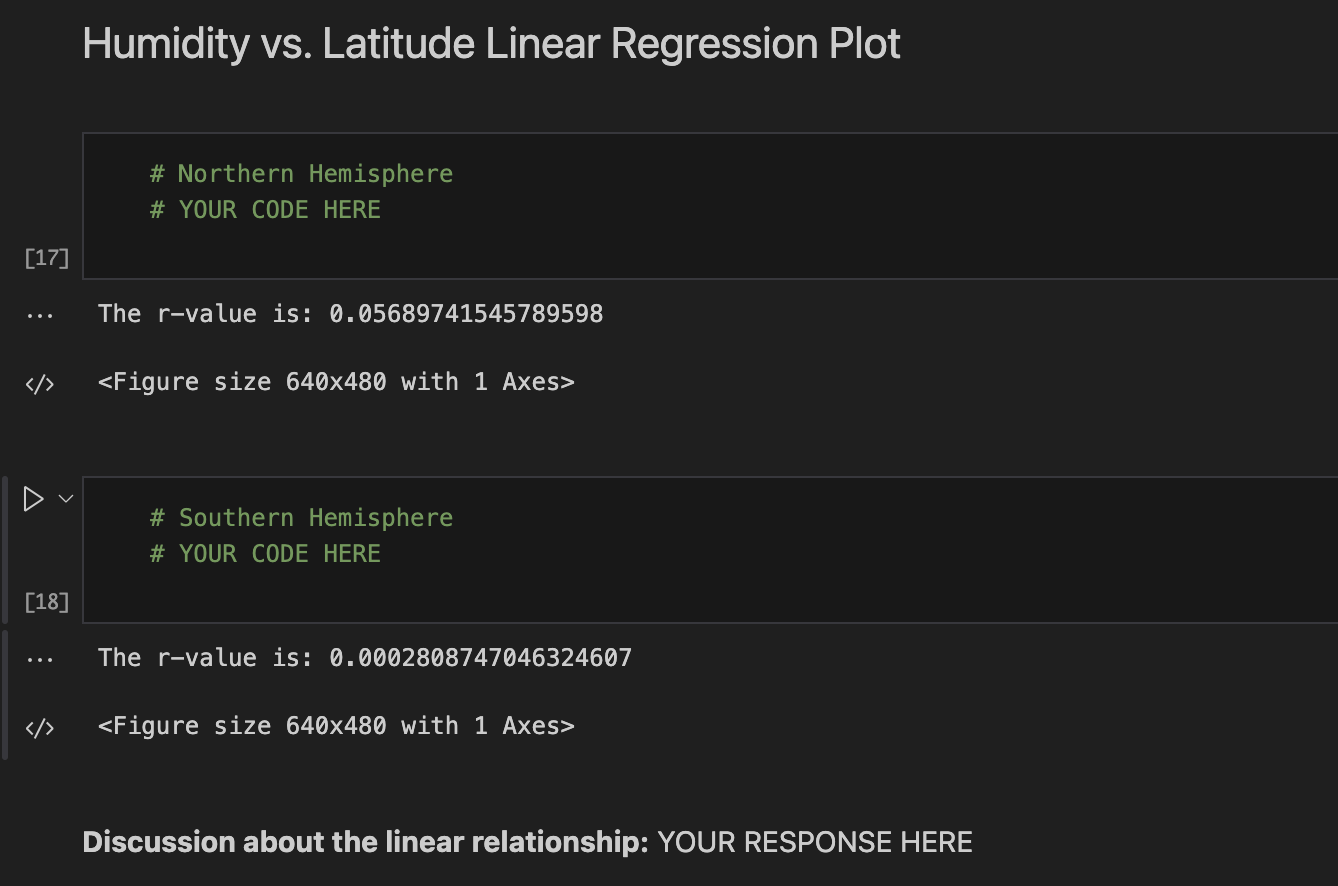 Humidity vs. Latitude Linear Regression Plot
# Northern Hemisphere
# YOUR CODE HERE
[17]
... The r-value is: 0.05689741545789598
</> <Figure size 640x480 with 1 Axes>
# Southern Hemisphere
# YOUR CODE HERE
[18]
... The r-value is: 0.0002808747046324607
</> <Figure size 640x480 with 1 Axes>
Discussion about the linear relationship: YOUR RESPONSE HERE